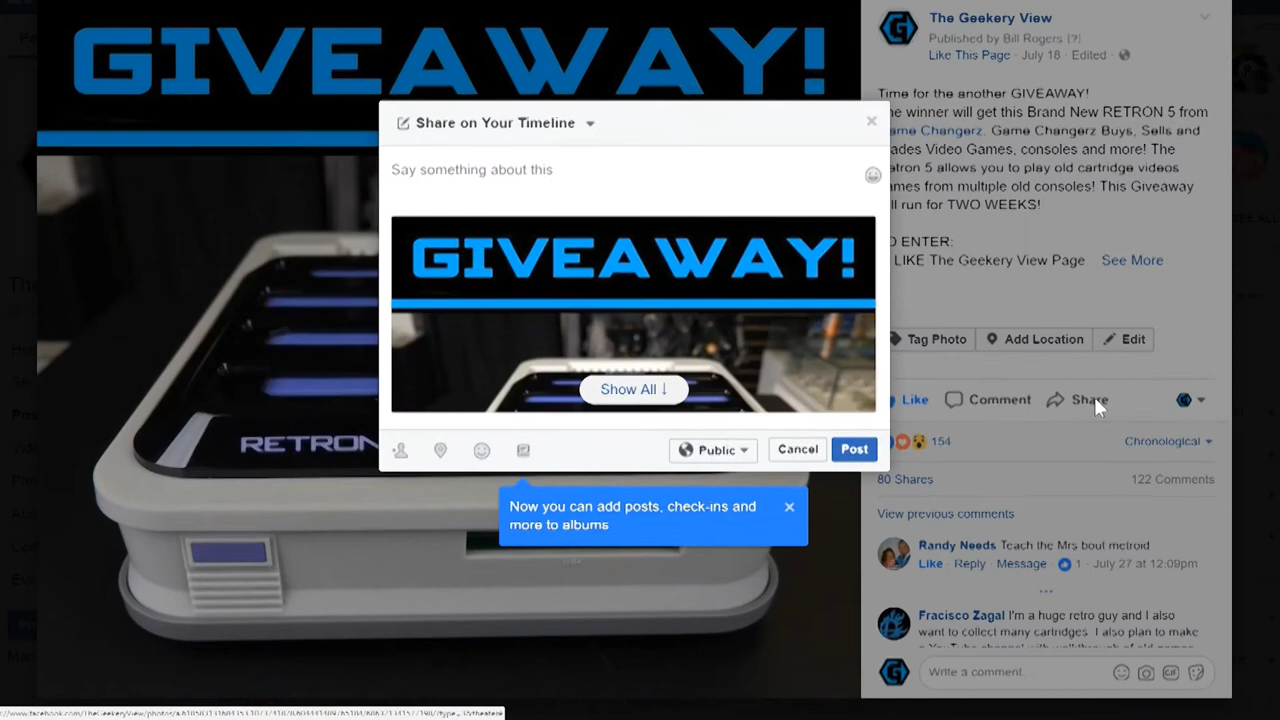 GIVEAWAY!
RETRON
Share on Your Timeline
Say something about this
GIVEAWAY!
Show All ↓
Public
Cancel
Post
Now you can add posts, check-ins and
more to albums
The Geekery View
Published by Bill Rogers [?]
Like This Page · July 18 · Edited ·
Time for the another GIVEAWAY!
he winner will get this Brand New RETRON 5 from
ame Changerz. Game Changerz Buys, Sells and
ades Video Games, consoles and more! The
etron 5 allows you to play old cartridge videos
ames from multiple old consoles! This Giveaway
ll run for TWO WEEKS!
O ENTER:
LIKE The Geekery View Page. See More
Tag Photo
Add Location
Edit
Like
Comment
Share
154
Chronological
80 Shares
122 Comments
View previous comments
Randy Needs Teach the Mrs bout metroid
Like · Reply · Message · 1 · July 27 at 12:09pm
Fracisco Zagal I'm a huge retro guy and I also
want to collect many cartridges. I also plan to make
Write a comment...